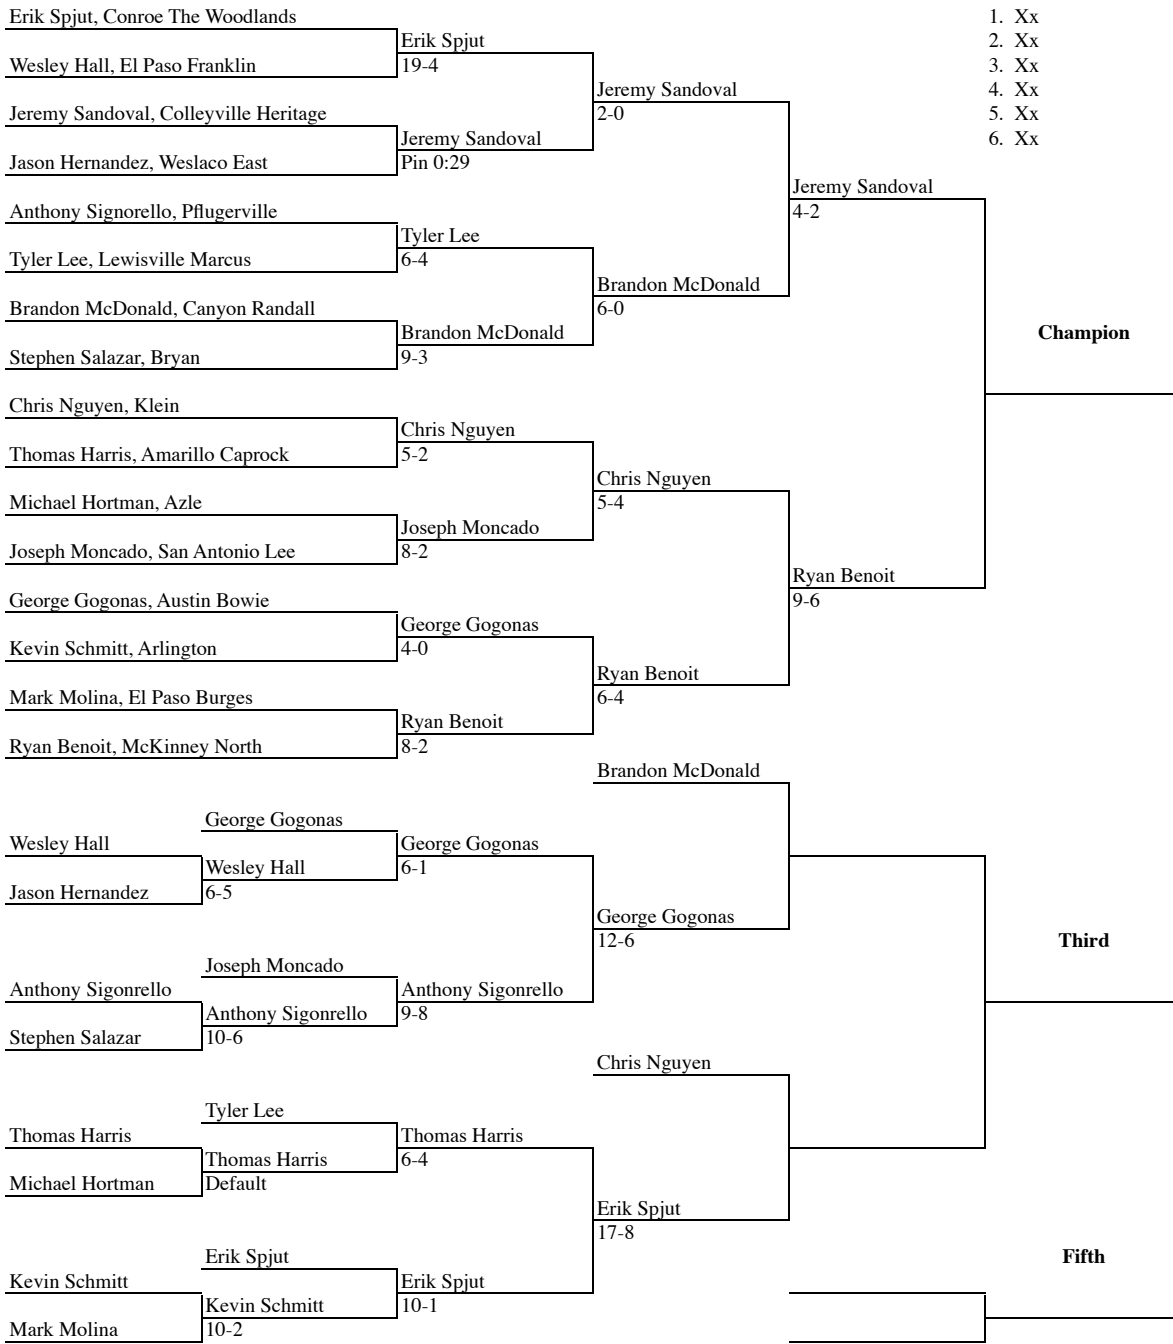 Erik Spjut, Conroe The Woodlands
1. Xx
Erik Spjut
2. Xx
Wesley Hall, El Paso Franklin
19-4
3. Xx
Jeremy Sandoval
4. Xx
Jeremy Sandoval, Colleyville Heritage
2-0
5. Xx
Jeremy Sandoval
6. Xx
Jason Hernandez, Weslaco East
Pin 0:29
Jeremy Sandoval
Anthony Signorello, Pflugerville
4-2
Tyler Lee
Tyler Lee, Lewisville Marcus
6-4
Brandon McDonald
Brandon McDonald, Canyon Randall
6-0
Brandon McDonald
Champion
Stephen Salazar, Bryan
9-3
Chris Nguyen, Klein
Chris Nguyen
Thomas Harris, Amarillo Caprock
5-2
Chris Nguyen
Michael Hortman, Azle
5-4
Joseph Moncado
Joseph Moncado, San Antonio Lee
8-2
Ryan Benoit
George Gogonas, Austin Bowie
9-6
George Gogonas
Kevin Schmitt, Arlington
4-0
Ryan Benoit
Mark Molina, El Paso Burges
6-4
Ryan Benoit
Ryan Benoit, McKinney North
8-2
Brandon McDonald
George Gogonas
Wesley Hall
George Gogonas
Wesley Hall
6-1
Jason Hernandez
6-5
George Gogonas
12-6
Third
Joseph Moncado
Anthony Sigonrello
Anthony Sigonrello
Anthony Sigonrello
9-8
Stephen Salazar
10-6
Chris Nguyen
Tyler Lee
Thomas Harris
Thomas Harris
Thomas Harris
6-4
Michael Hortman
Default
Erik Spjut
17-8
Erik Spjut
Fifth
Kevin Schmitt
Erik Spjut
Kevin Schmitt
10-1
Mark Molina
10-2